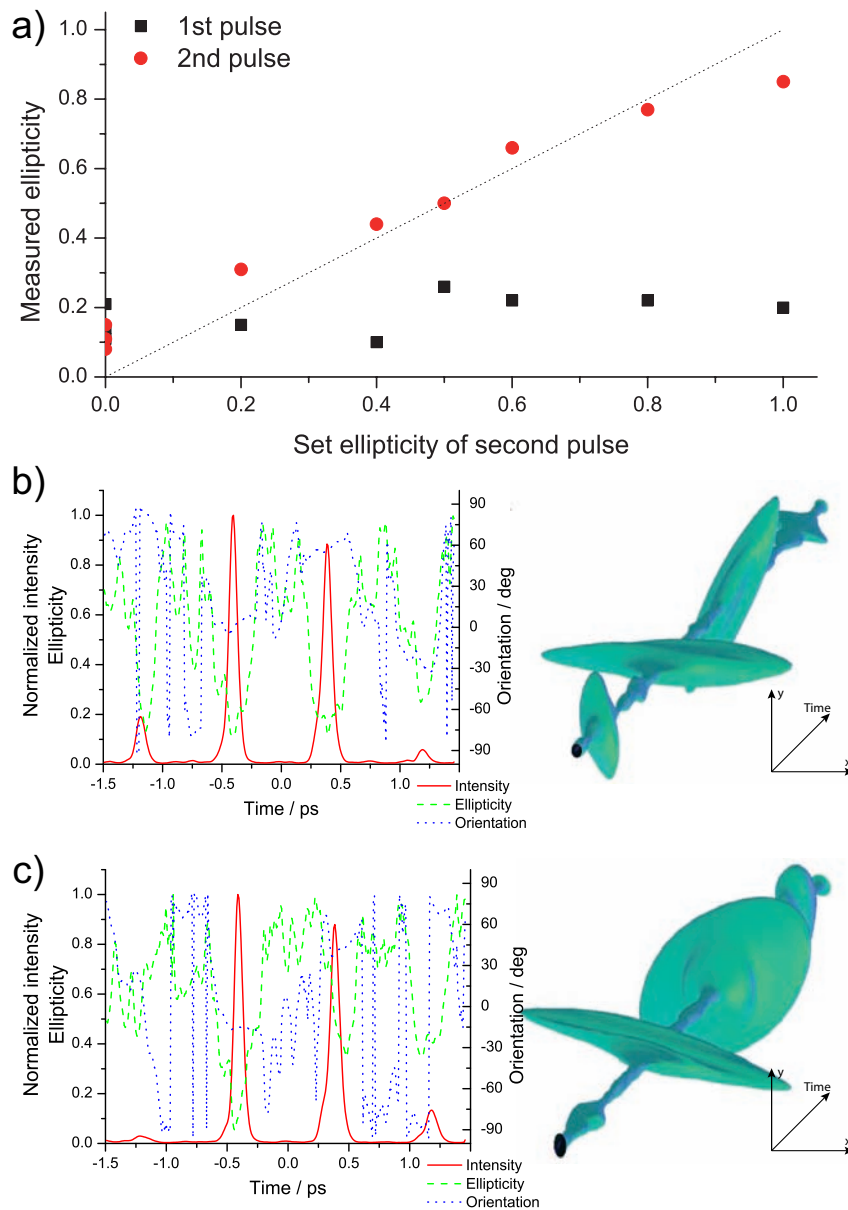 a)
1st pulse
2nd pulse
Measured ellipticity
1.0
0.8
0.6
0.4
0.2
0.0
0.0 0.2 0.4 0.6 0.8 1.0
Set ellipticity of second pulse
b)
Normalized intensity
Ellipticity
1.0
0.8
0.6
0.4
0.2
0.0
90
60
30
0
-30
-60
-90
Orientation / deg
-1.5 -1.0 -0.5 0.0 0.5 1.0
Time / ps
Intensity
Ellipticity
Orientation
y
Time
x
c)
Normalized intensity
Ellipticity
1.0
0.8
0.6
0.4
0.2
0.0
90
60
30
0
-30
-60
-90
Orientation / deg
-1.5 -1.0 -0.5 0.0 0.5 1.0
Time / ps
Intensity
Ellipticity
Orientation
y
Time
x